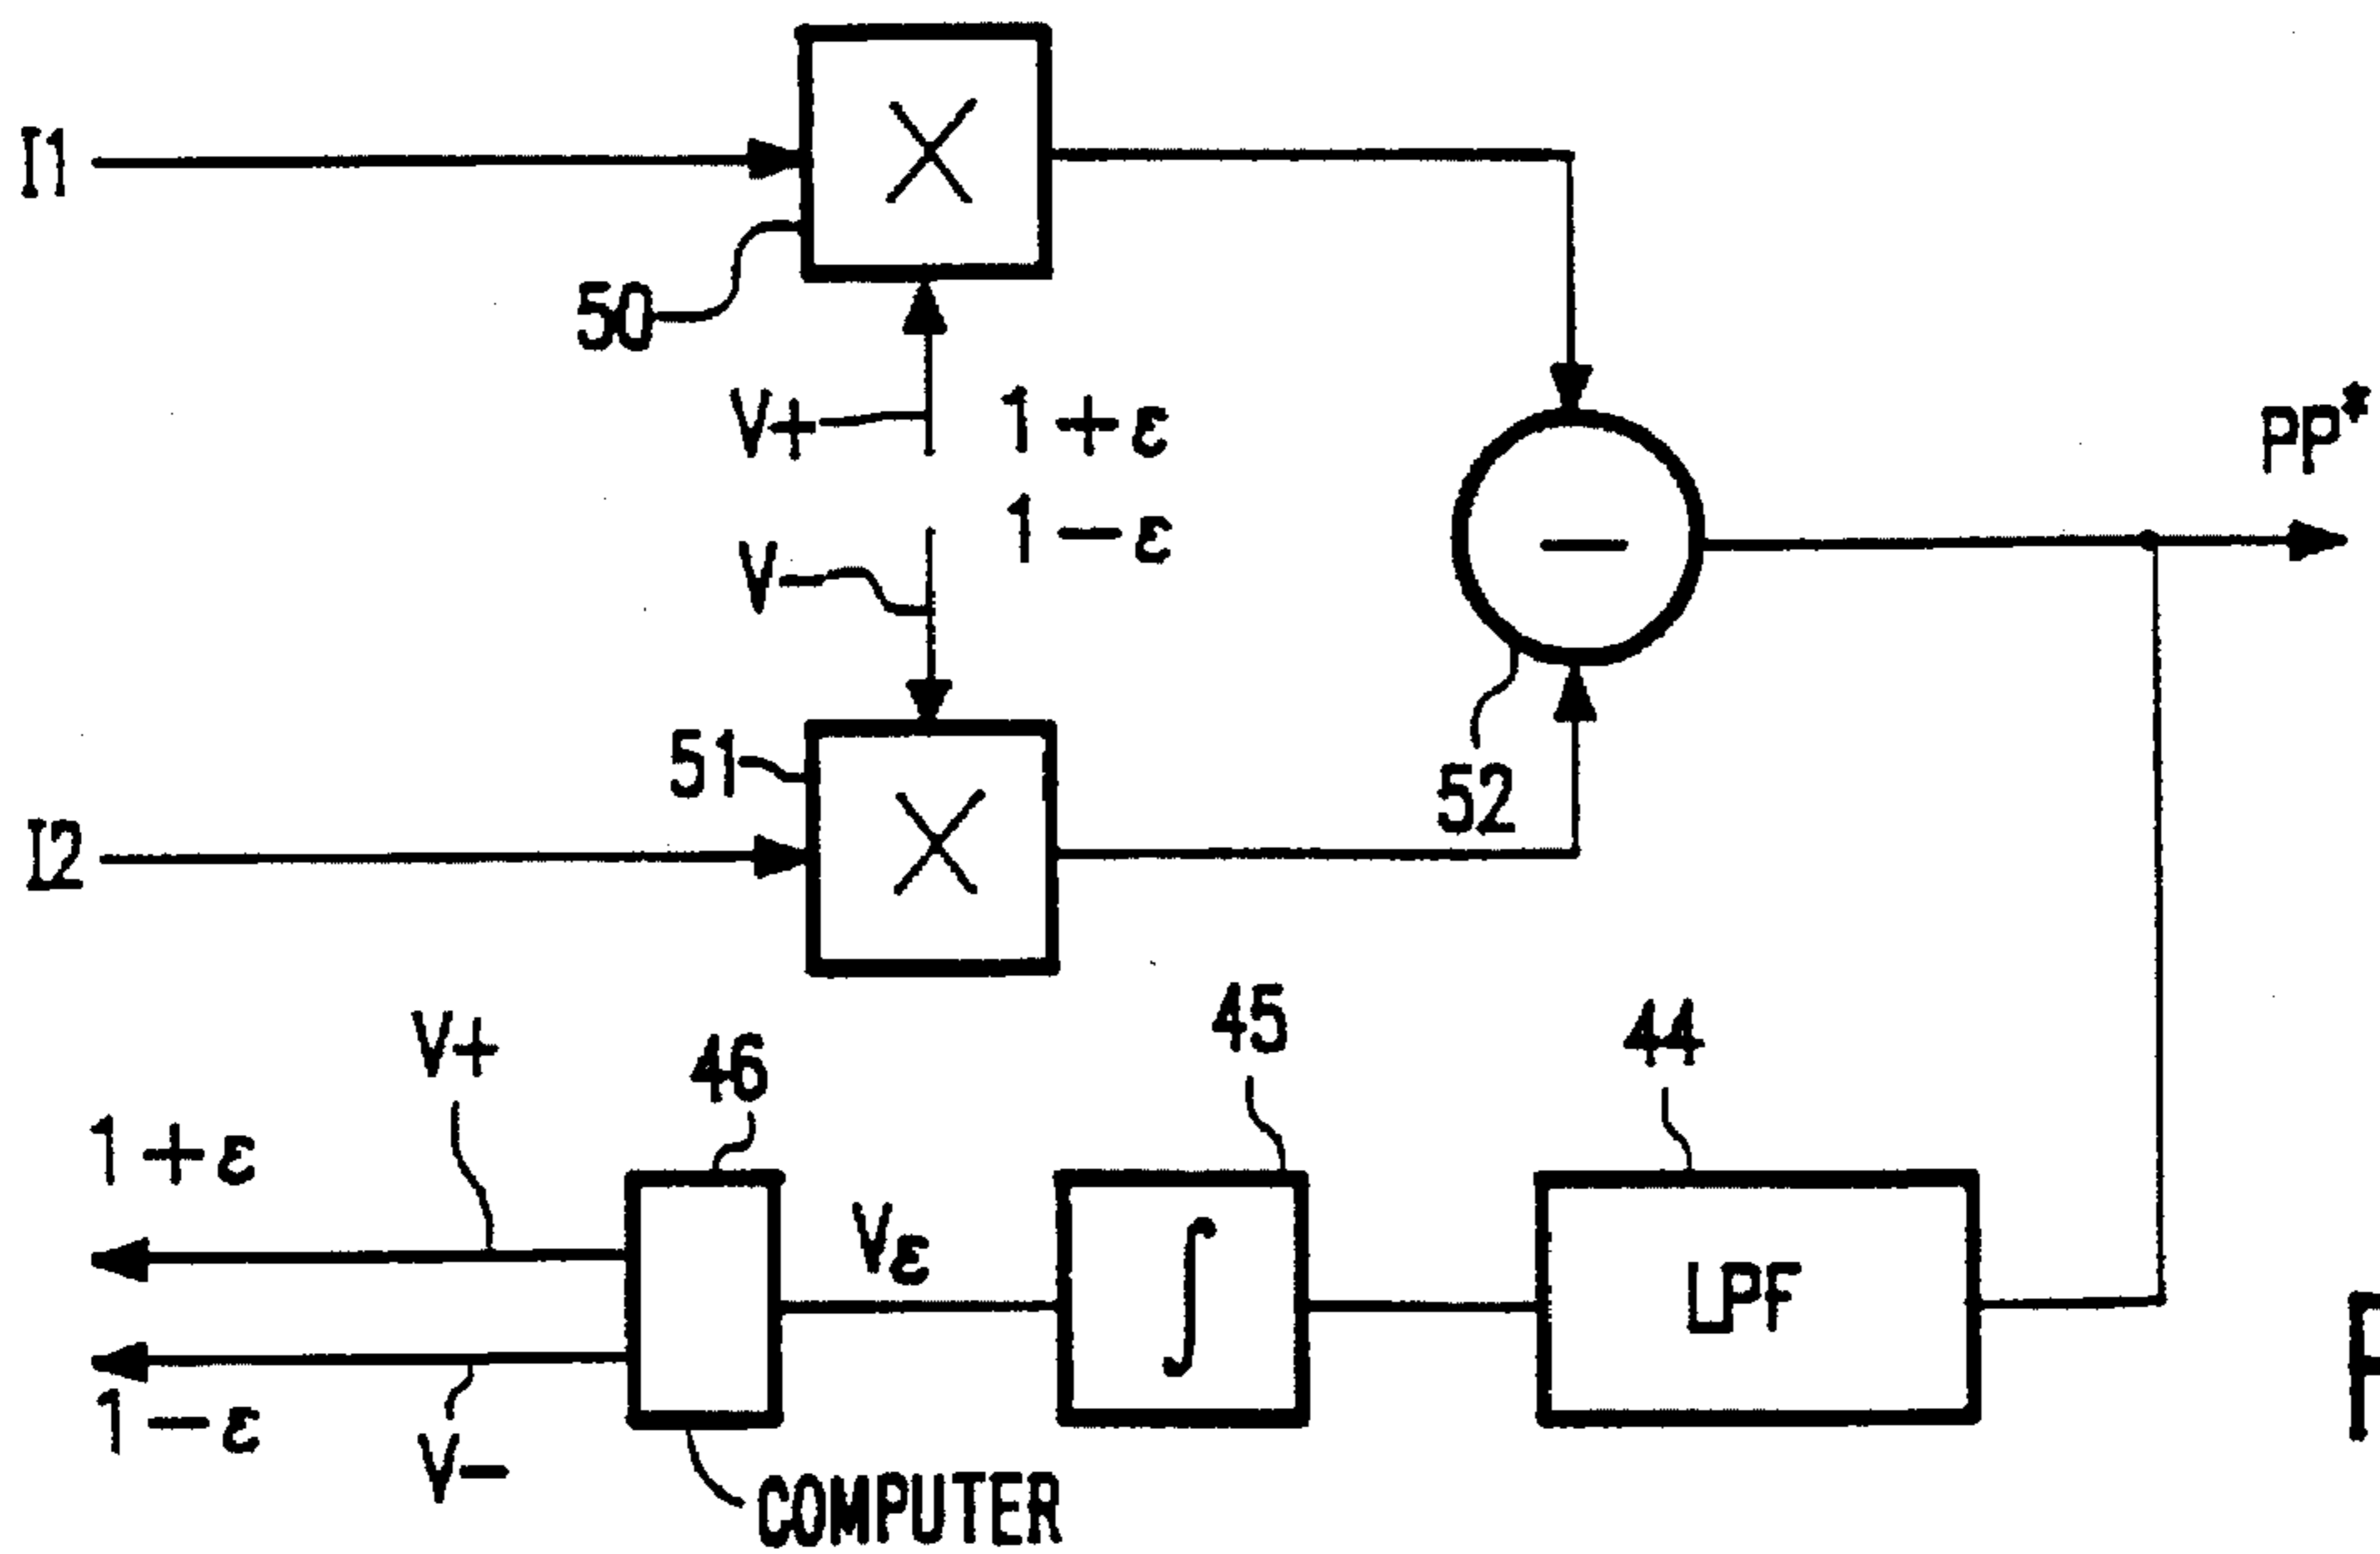 I1
X
50
V+
1+ε
PP*
1-ε
V-
-
51
X
52
I2
V+
46
45
44
1+ε
Vε
∫
LPF
1-ε
V-
COMPUTER
F